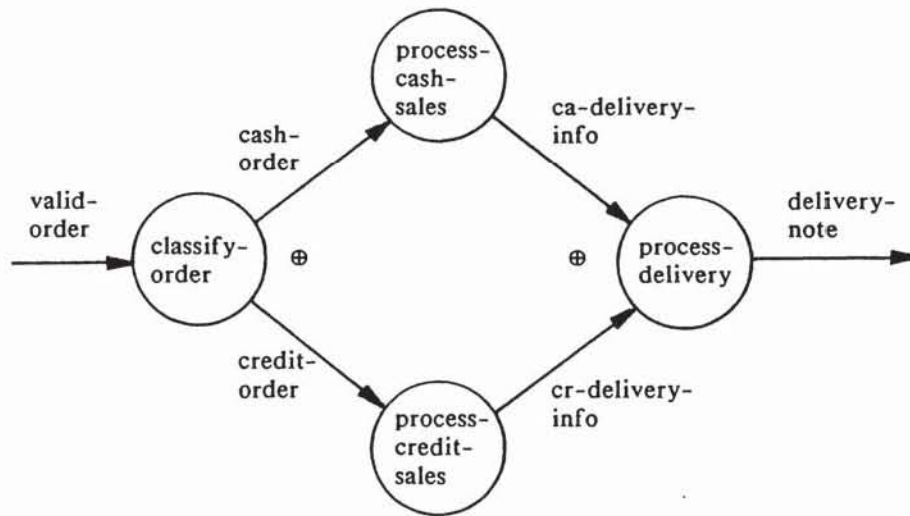 process-
cash-
sales
cash-
order
ca-delivery-
info
valid-
order
classify-
order
⊕
⊕
process-
delivery
delivery-
note
credit-
order
process-
credit-
sales
cr-delivery-
info